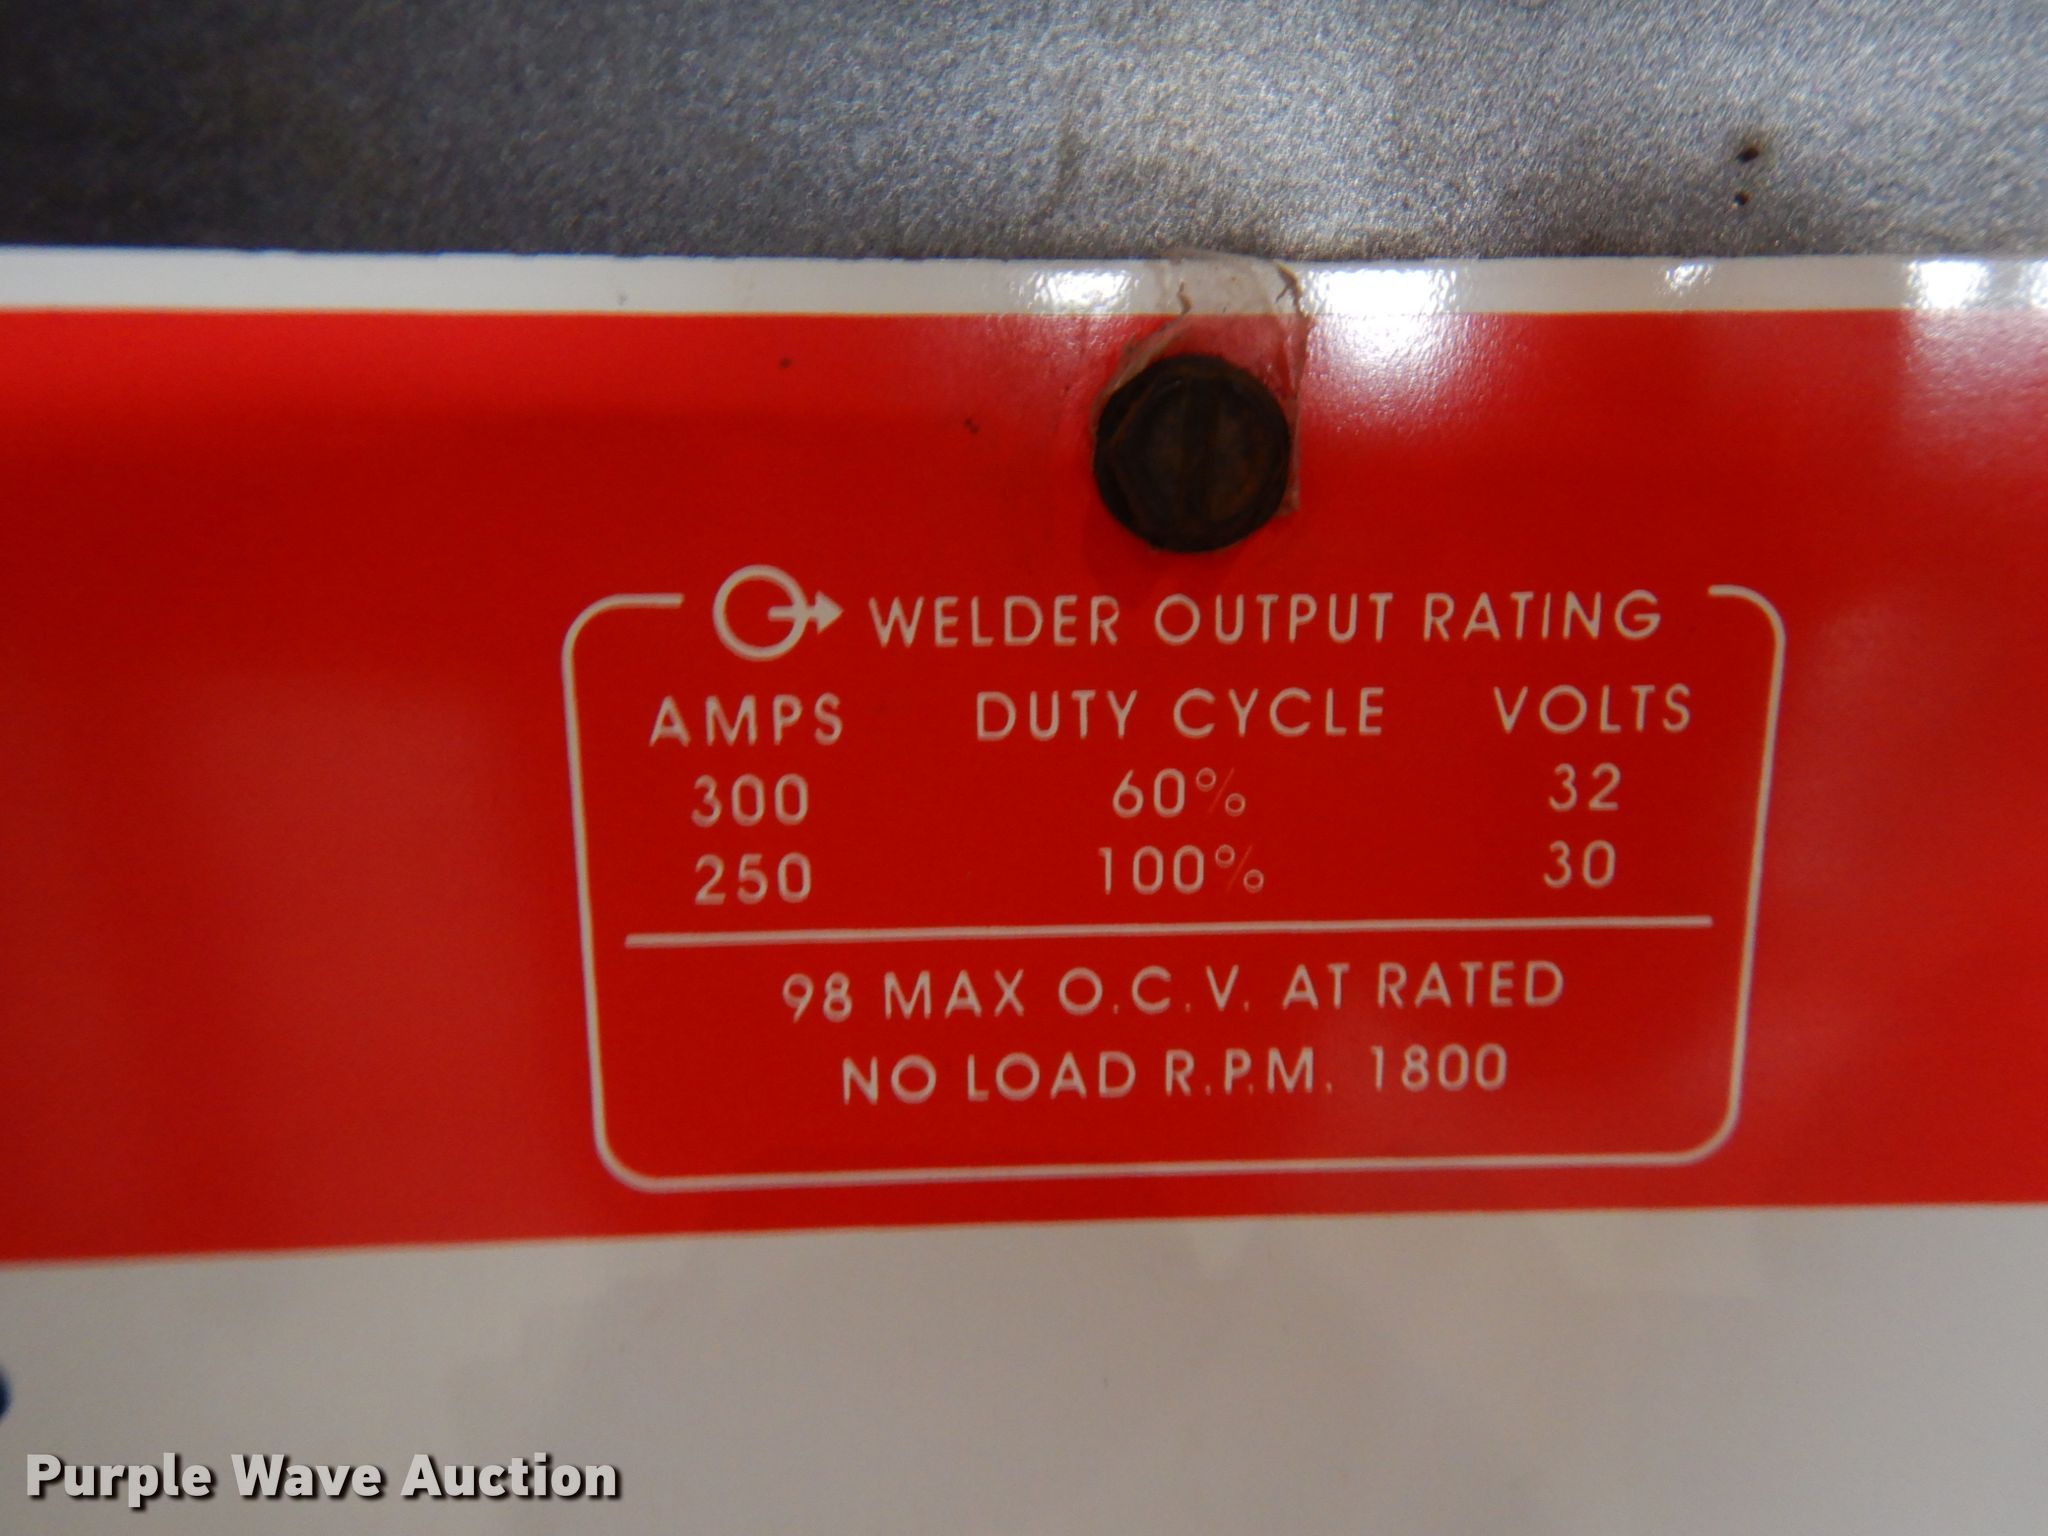 WELDER OUTPUT RATING
AMPS DUTY CYCLE VOLTS
300 60% 32
250 100% 30
98 MAX O.C.V. AT RATED
NO LOAD R.P.M. 1800
Purple Wave Auction